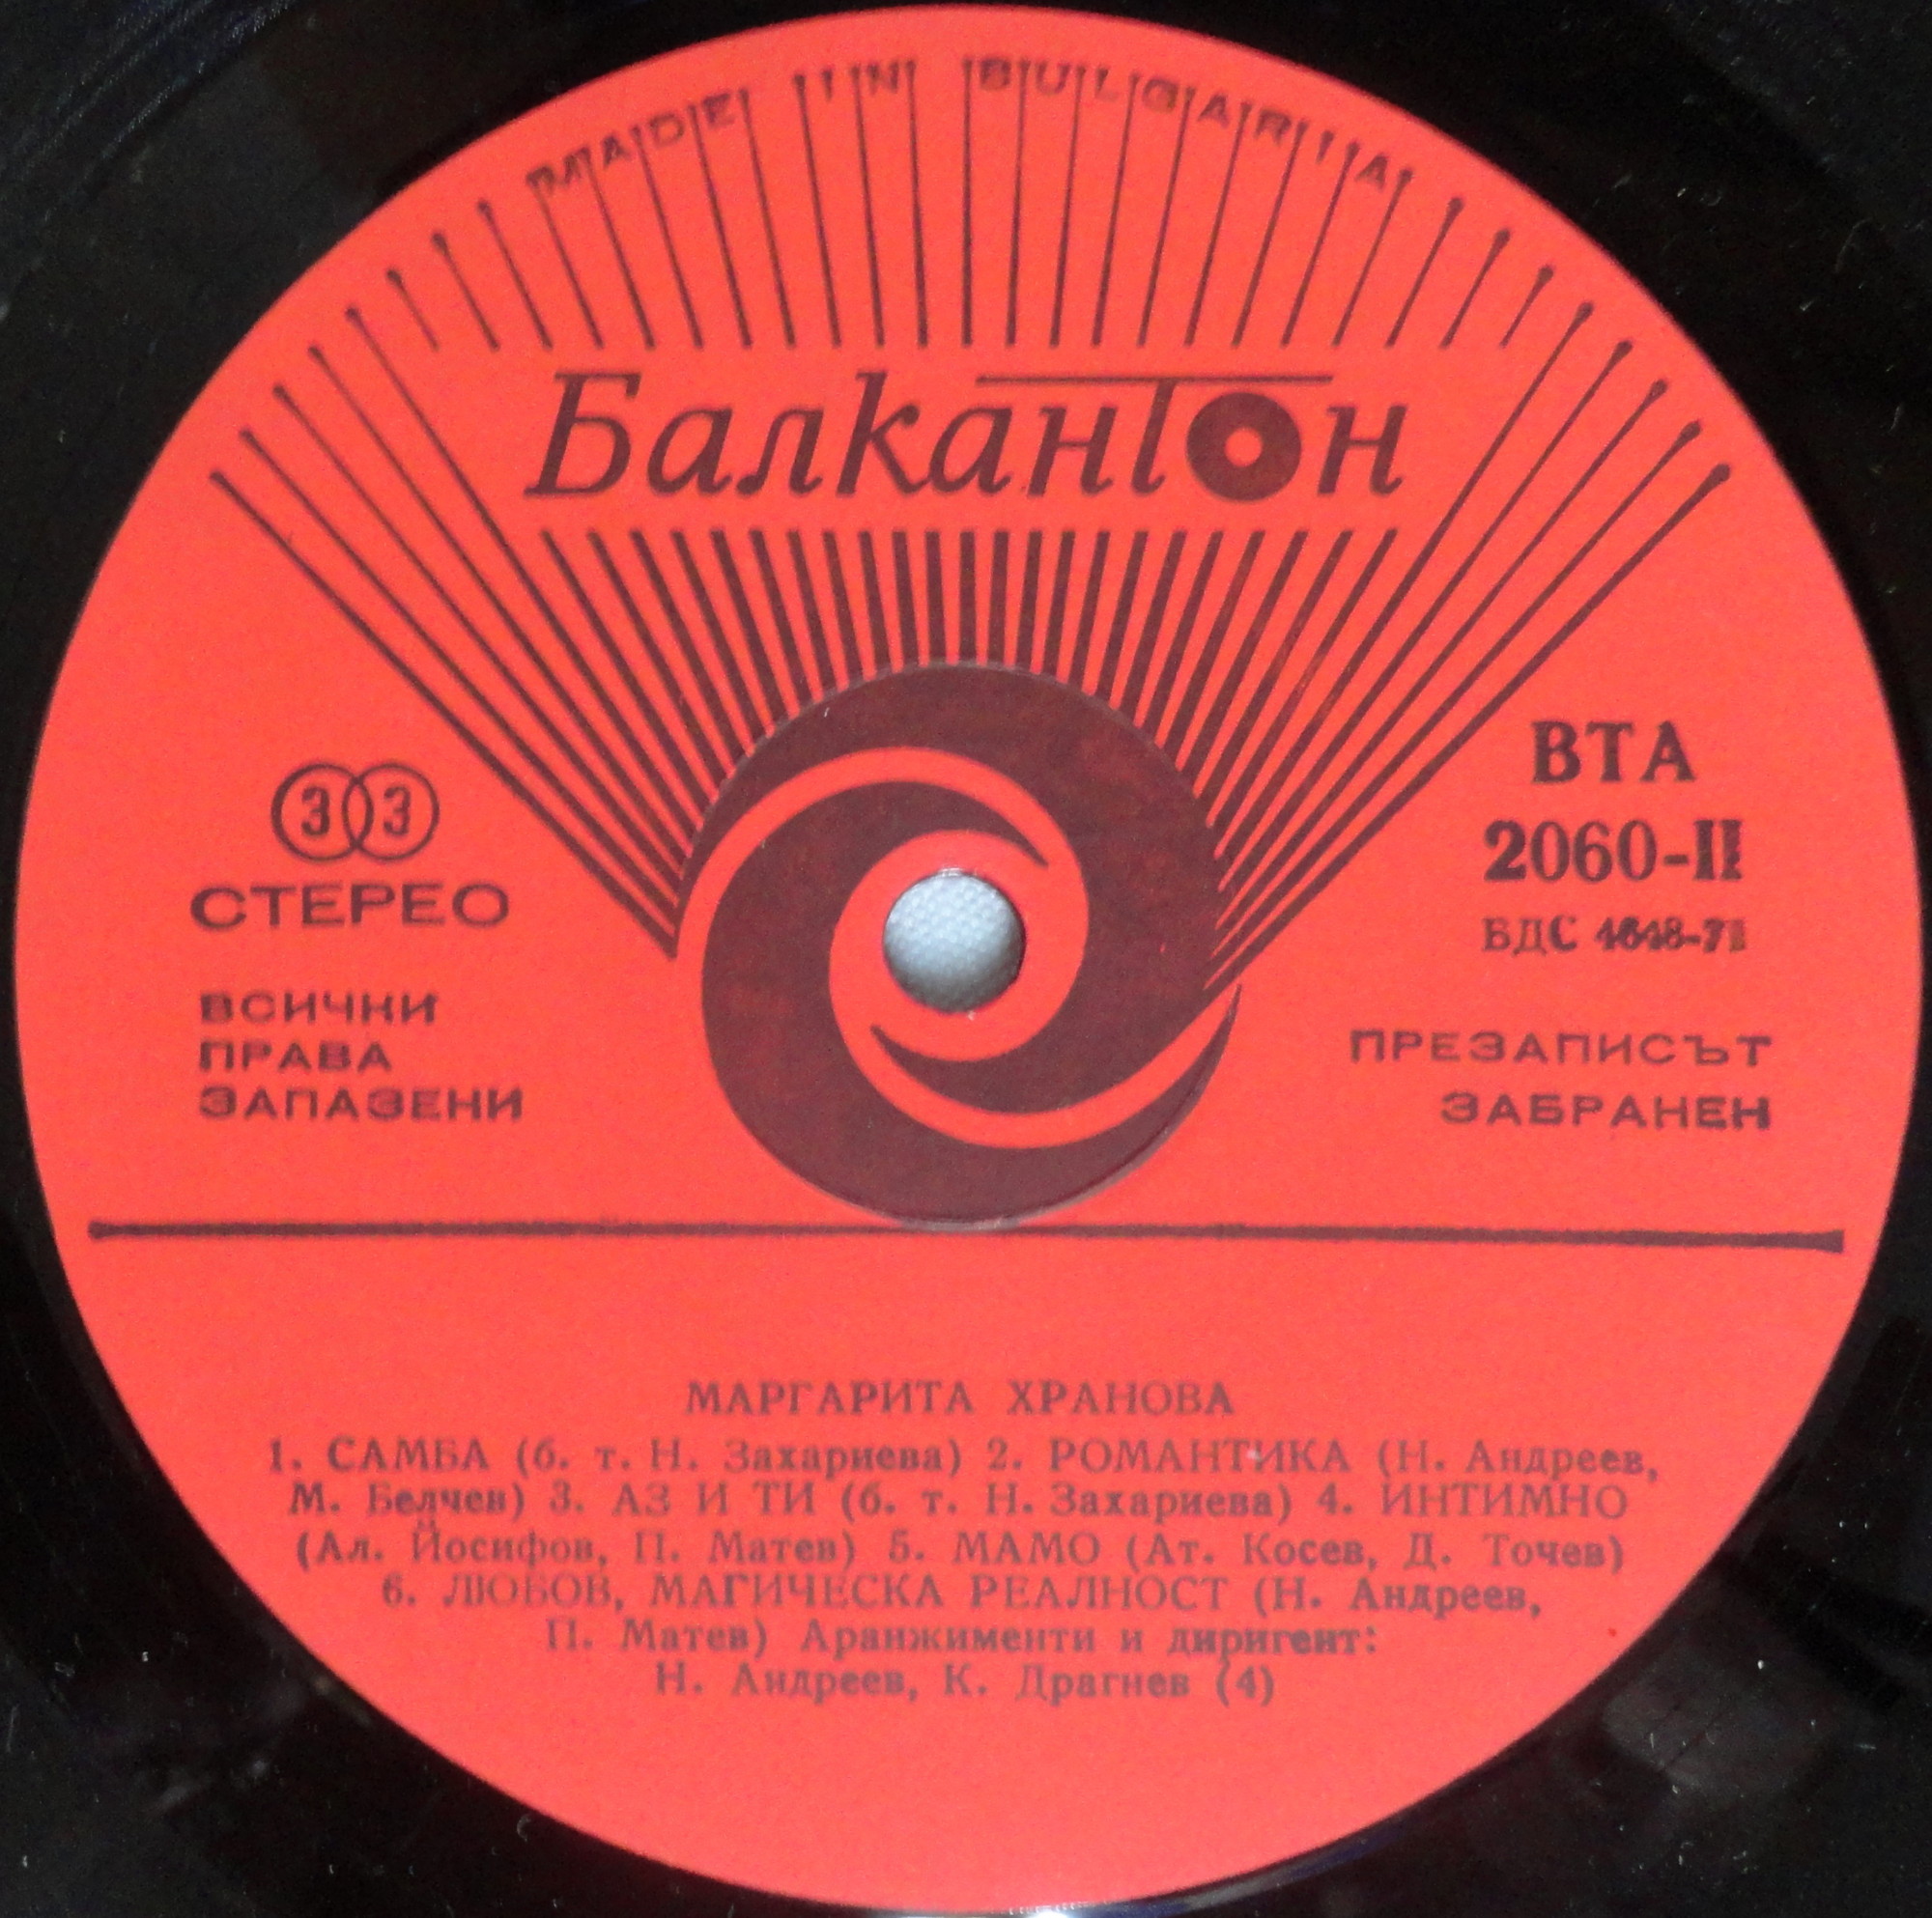 MADE IN BULGARIA
Балкантон
33
СТЕРЕО
ВСИЧКИ
ПРАВА
ЗАПАЗЕНИ
ВТА
2060-II
БДС 4648-71
ПРЕЗАПИСЪТ
ЗАБРАНЕН
МАРГАРИТА ХРАНОВА
1. САМБА (б. т. Н. Захариева) 2. РОМАНТИКА (Н. Андреев,
М. Белчев) 3. АЗ И ТИ (б. т. Н. Захариева) 4. ИНТИМНО
(Ал. Йосифов, П. Матев) 5. МАМО (Ат. Косев, Д. Точев)
6. ЛЮБОВ, МАГИЧЕСКА РЕАЛНОСТ (Н. Андреев,
П. Матев) Аранжименти и диригент:
Н. Андреев, К. Драгнев (4)